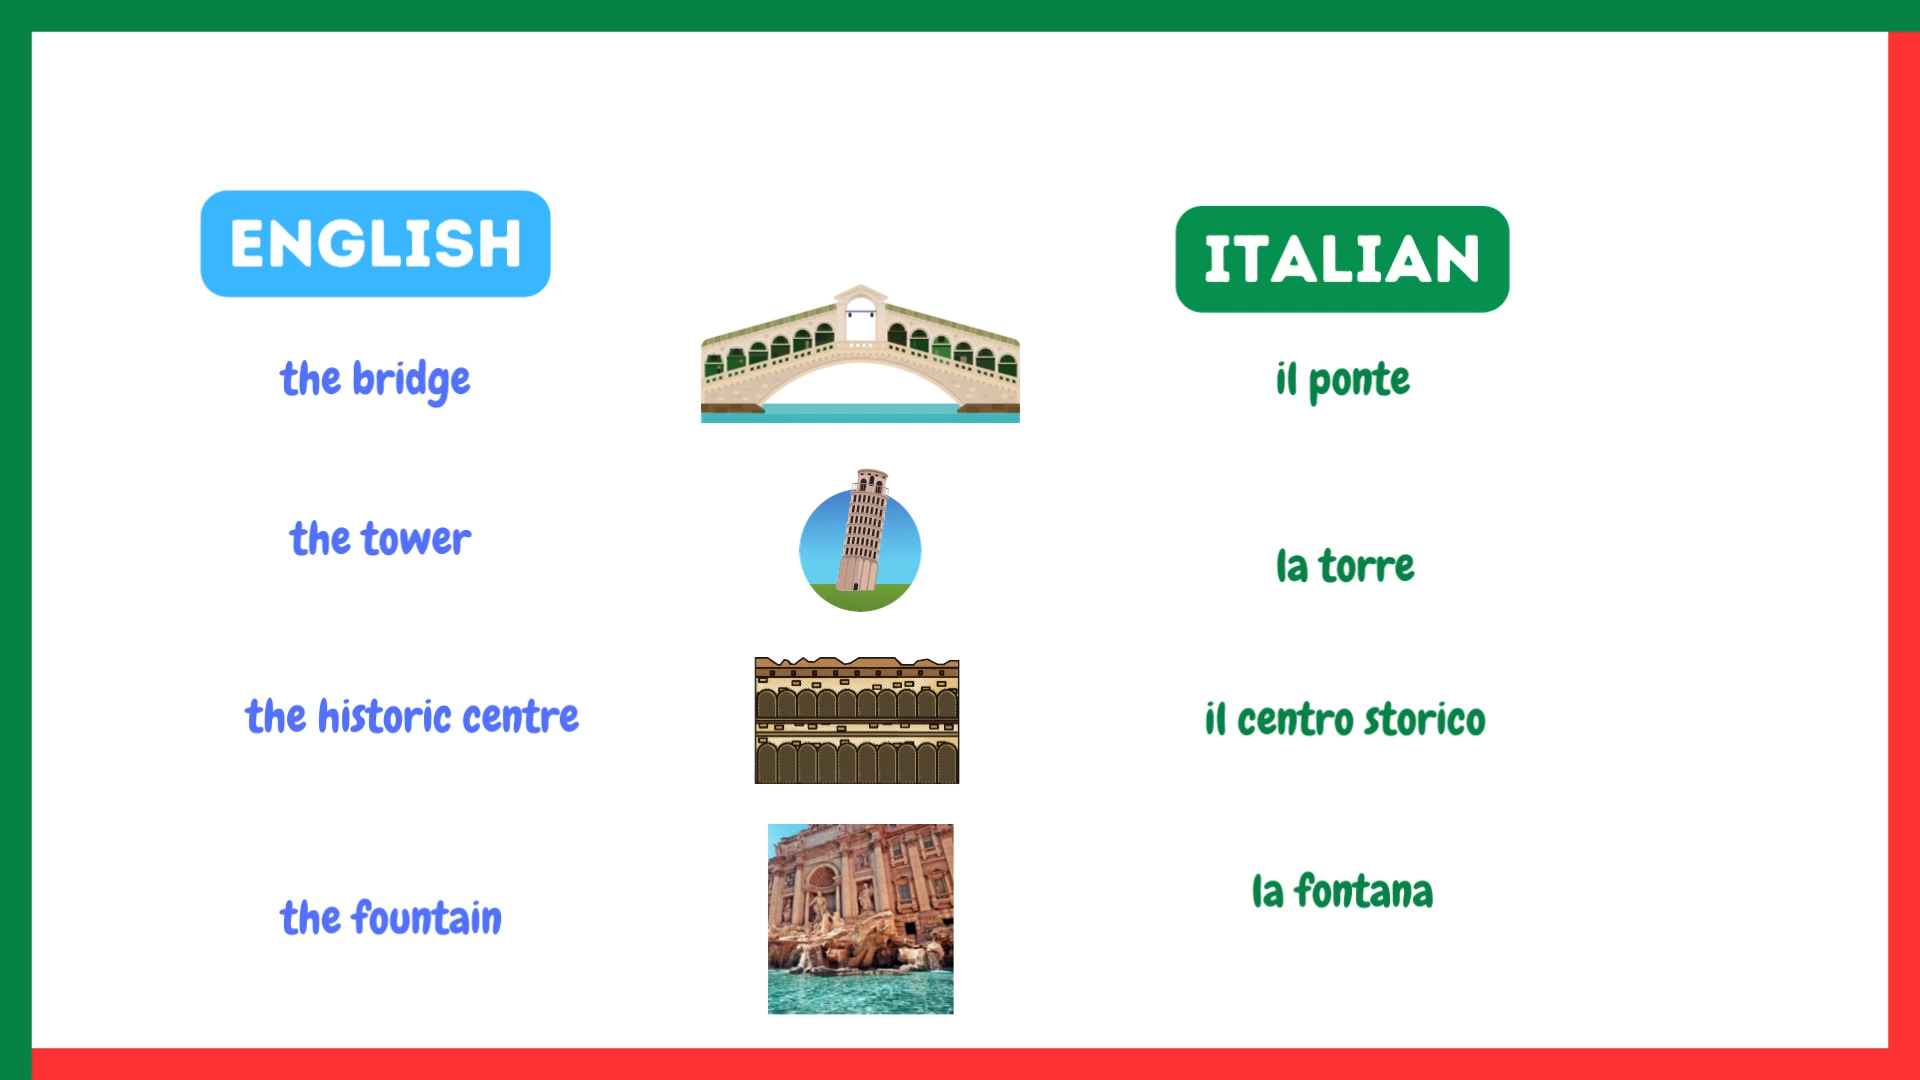 ENGLISH
ITALIAN
the bridge
il ponte
the tower
la torre
the historic centre
il centro storico
the fountain
la fontana